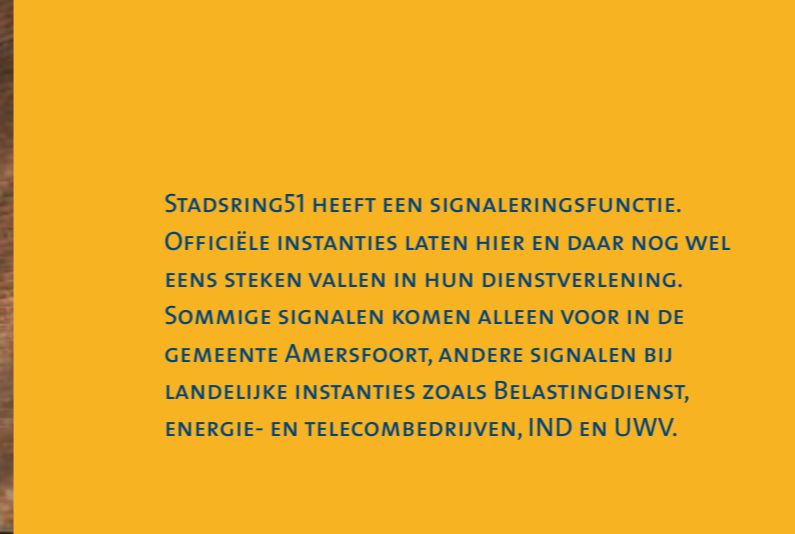 Stadsring51 heeft een signaleringsfunctie.
Officiële instanties laten hier en daar nog wel
eens steken vallen in hun dienstverlening.
Sommige signalen komen alleen voor in de
gemeente Amersfoort, andere signalen bij
landelijke instanties zoals Belastingdienst,
energie- en telecombedrijven, IND en UWV.